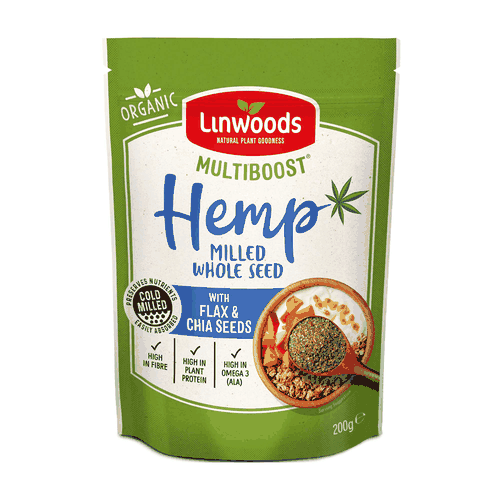 ORGANIC
Linwoods
NATURAL PLANT GOODNESS
MULTIBOOST®
Hemp
MILLED
WHOLE SEED
WITH
FLAX &
CHIA SEEDS
PRESERVES NUTRIENTS
COLD
MILLED
EASILY ABSORBED
HIGH
IN FIBRE
HIGH IN
PLANT
PROTEIN
HIGH IN
OMEGA 3
(ALA)
200g ℮